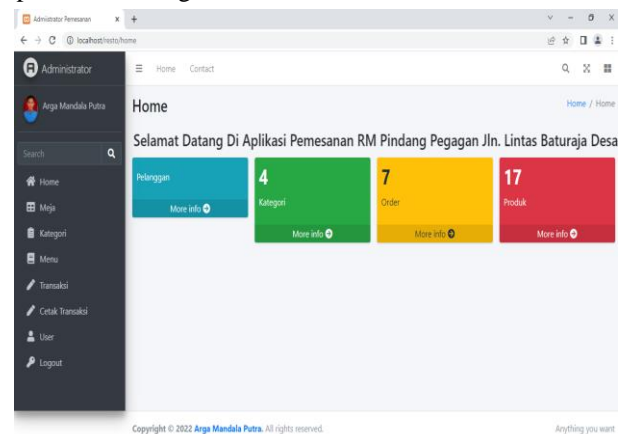 Administrator Pemesanan
localhost/resto/home
Administrator
Home Contact
Arga Mandala Putra
Home
Home / Home
Selamat Datang Di Aplikasi Pemesanan RM Pindang Pegagan Jln. Lintas Baturaja Desa
Search
Pelanggan
More info
4
Kategori
More info
7
Order
More info
17
Produk
More info
Home
Meja
Kategori
Menu
Transaksi
Cetak Transaksi
User
Logout
Copyright © 2022 Arga Mandala Putra. All rights reserved.
Anything you want